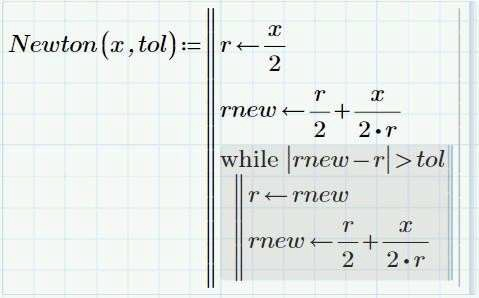 Newton(x,tol):=
r←x/2
rnew←r/2+x/(2•r)
while |rnew−r|>tol
r←rnew
rnew←r/2+x/(2•r)